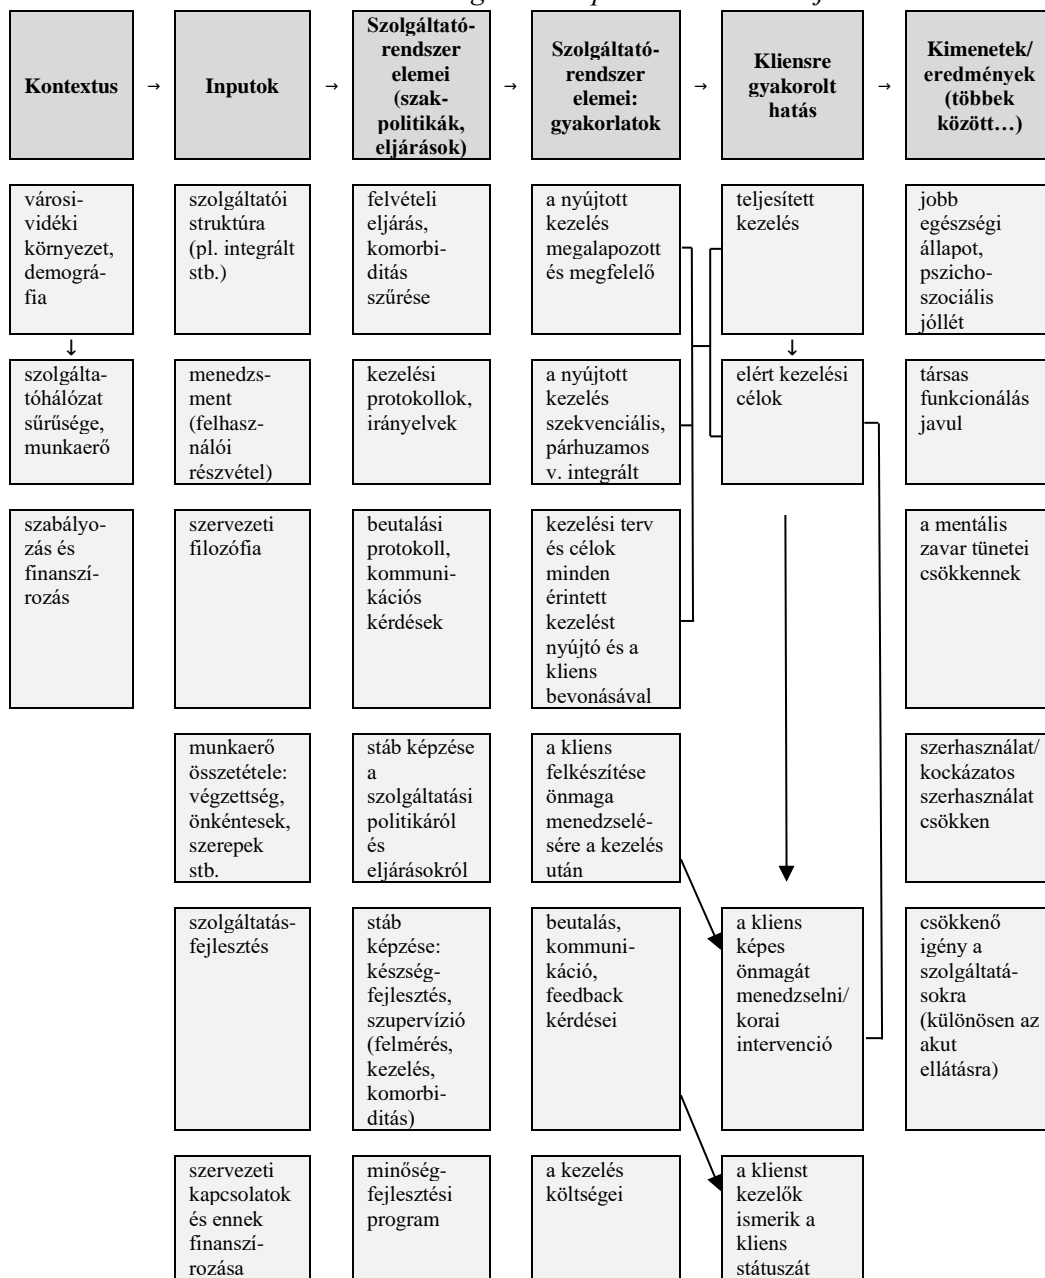 Kontextus
→
Inputok
→
Szolgáltató-
rendszer
elemei
(szak-
politikák,
eljárások)
→
Szolgáltató-
rendszer
elemei:
gyakorlatok
→
Kliensre
gyakorolt
hatás
→
Kimenetek/
eredmények
(többek
között…)
városi-
vidéki
környezet,
demográ-
fia
szolgáltatói
struktúra
(pl. integrált
stb.)
felvételi
eljárás,
komorbi-
ditás
szűrése
a nyújtott
kezelés
megalapozott
és megfelelő
teljesített
kezelés
jobb
egészségi
állapot,
pszicho-
szociális
jóllét
↓
↓
szolgálta-
tóhálózat
sűrűsége,
munkaerő
menedzs-
ment
(felhasz-
nálói
részvétel)
kezelési
protokollok,
irányelvek
a nyújtott
kezelés
szekvenciális,
párhuzamos
v. integrált
elért kezelési
célok
társas
funkcionálás
javul
szabályo-
zás és
finanszí-
rozás
szervezeti
filozófia
beutalási
protokoll,
kommuni-
kációs
kérdések
kezelési terv
és célok
minden
érintett
kezelést
nyújtó és a
kliens
bevonásával
a mentális
zavar tünetei
csökkennek
munkaerő
összetétele:
végzettség,
önkéntesek,
szerepek
stb.
stáb képzése
a
szolgáltatási
politikáról
és
eljárásokról
a kliens
felkészítése
önmaga
menedzselé-
sére a kezelés
után
szerhasználat/
kockázatos
szerhasználat
csökken
szolgáltatás-
fejlesztés
stáb
képzése:
készség-
fejlesztés,
szupervízió
(felmérés,
kezelés,
komorbi-
ditás)
beutalás,
kommuni-
káció,
feedback
kérdései
a kliens
képes
önmagát
menedzselni/
korai
intervenció
csökkenő
igény a
szolgáltatá-
sokra
(különösen az
akut
ellátásra)
szervezeti
kapcsolatok
és ennek
finanszí-
rozása
minőség-
fejlesztési
program
a kezelés
költségei
a klienst
kezelők
ismerik a
kliens
státuszát